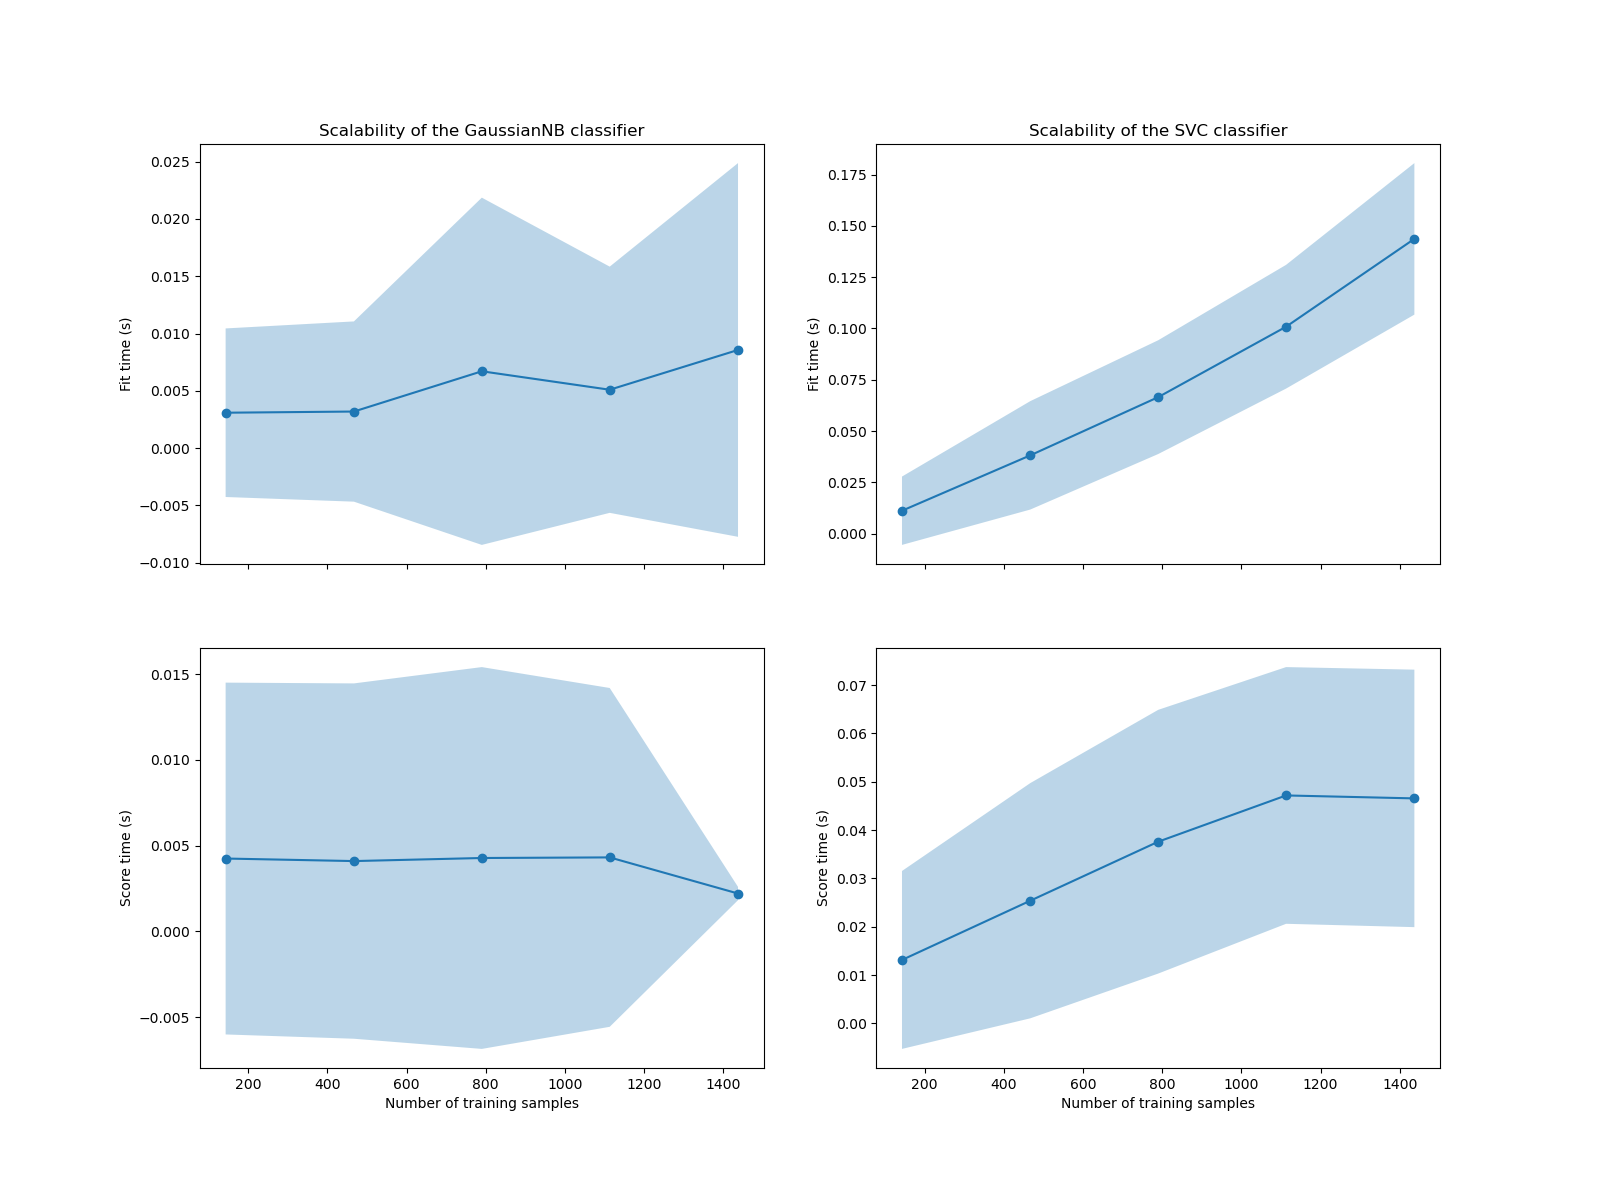 Scalability of the GaussianNB classifier
0.025
0.020
0.015
0.010
0.005
0.000
−0.005
−0.010
Fit time (s)
Scalability of the SVC classifier
0.175
0.150
0.125
0.100
0.075
0.050
0.025
0.000
Fit time (s)
0.015
0.010
0.005
0.000
−0.005
Score time (s)
200 400 600 800 1000 1200 1400
Number of training samples
0.07
0.06
0.05
0.04
0.03
0.02
0.01
0.00
Score time (s)
200 400 600 800 1000 1200 1400
Number of training samples